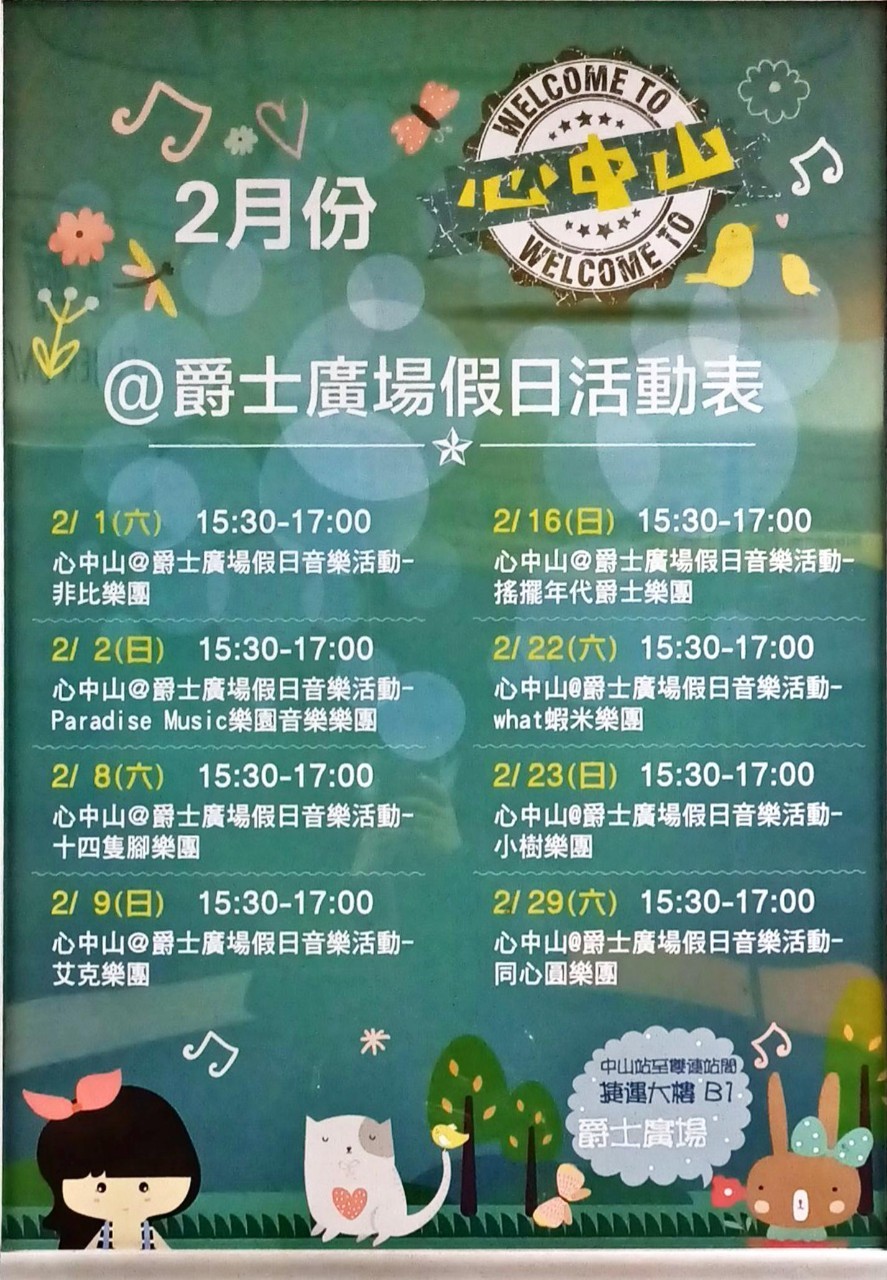 2月份
WELCOME TO
心中山
WELCOME TO
@爵士廣場假日活動表
2/ 1(六) 15:30-17:00
心中山@爵士廣場假日音樂活動-
非比樂團
2/ 2(日) 15:30-17:00
心中山@爵士廣場假日音樂活動-
Paradise Music樂園音樂樂團
2/ 8(六) 15:30-17:00
心中山@爵士廣場假日音樂活動-
十四隻腳樂團
2/ 9(日) 15:30-17:00
心中山@爵士廣場假日音樂活動-
艾克樂團
2/16(日) 15:30-17:00
心中山@爵士廣場假日音樂活動-
搖擺年代爵士樂團
2/22(六) 15:30-17:00
心中山@爵士廣場假日音樂活動-
what蝦米樂團
2/23(日) 15:30-17:00
心中山@爵士廣場假日音樂活動-
小樹樂團
2/29(六) 15:30-17:00
心中山@爵士廣場假日音樂活動-
同心圓樂團
中山站至雙連站間
捷運大樓 B1
爵士廣場